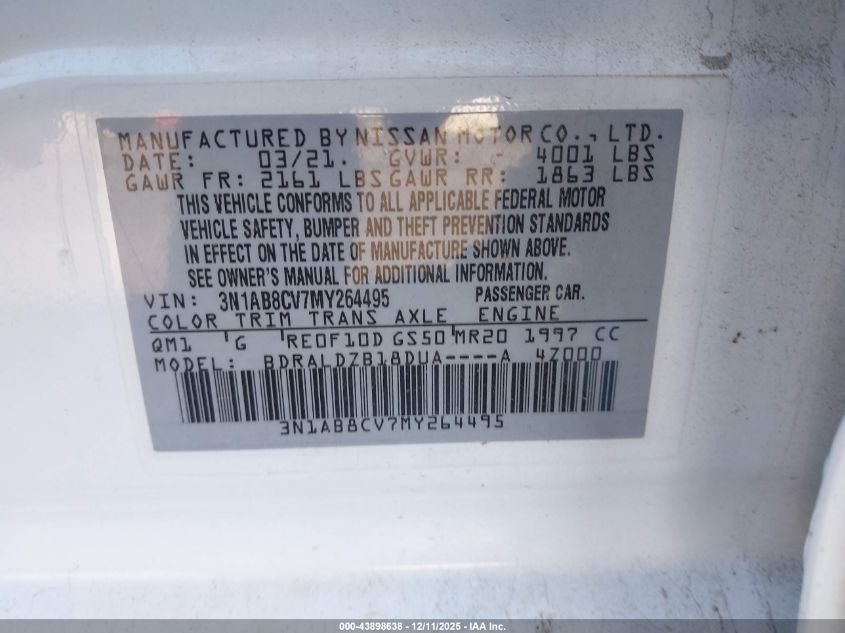 MANUFACTURED BY NISSAN MOTOR CO., LTD.
DATE: 03/21. GVWR: 4001 LBS
GAWR FR: 2161 LBS GAWR RR: 1863 LBS
THIS VEHICLE CONFORMS TO ALL APPLICABLE FEDERAL MOTOR
VEHICLE SAFETY, BUMPER AND THEFT PREVENTION STANDARDS
IN EFFECT ON THE DATE OF MANUFACTURE SHOWN ABOVE.
SEE OWNER'S MANUAL FOR ADDITIONAL INFORMATION.
VIN: 3N1AB8CV7MY264495 PASSENGER CAR.
COLOR TRIM TRANS AXLE ENGINE
QM1 G RE0F10D GS50 MR20 1997 CC
MODEL: BDRALDZB18DUA----A 4Z000
3N1AB8CV7MY264495
000-43898638 - 12/11/2025 - IAA Inc.